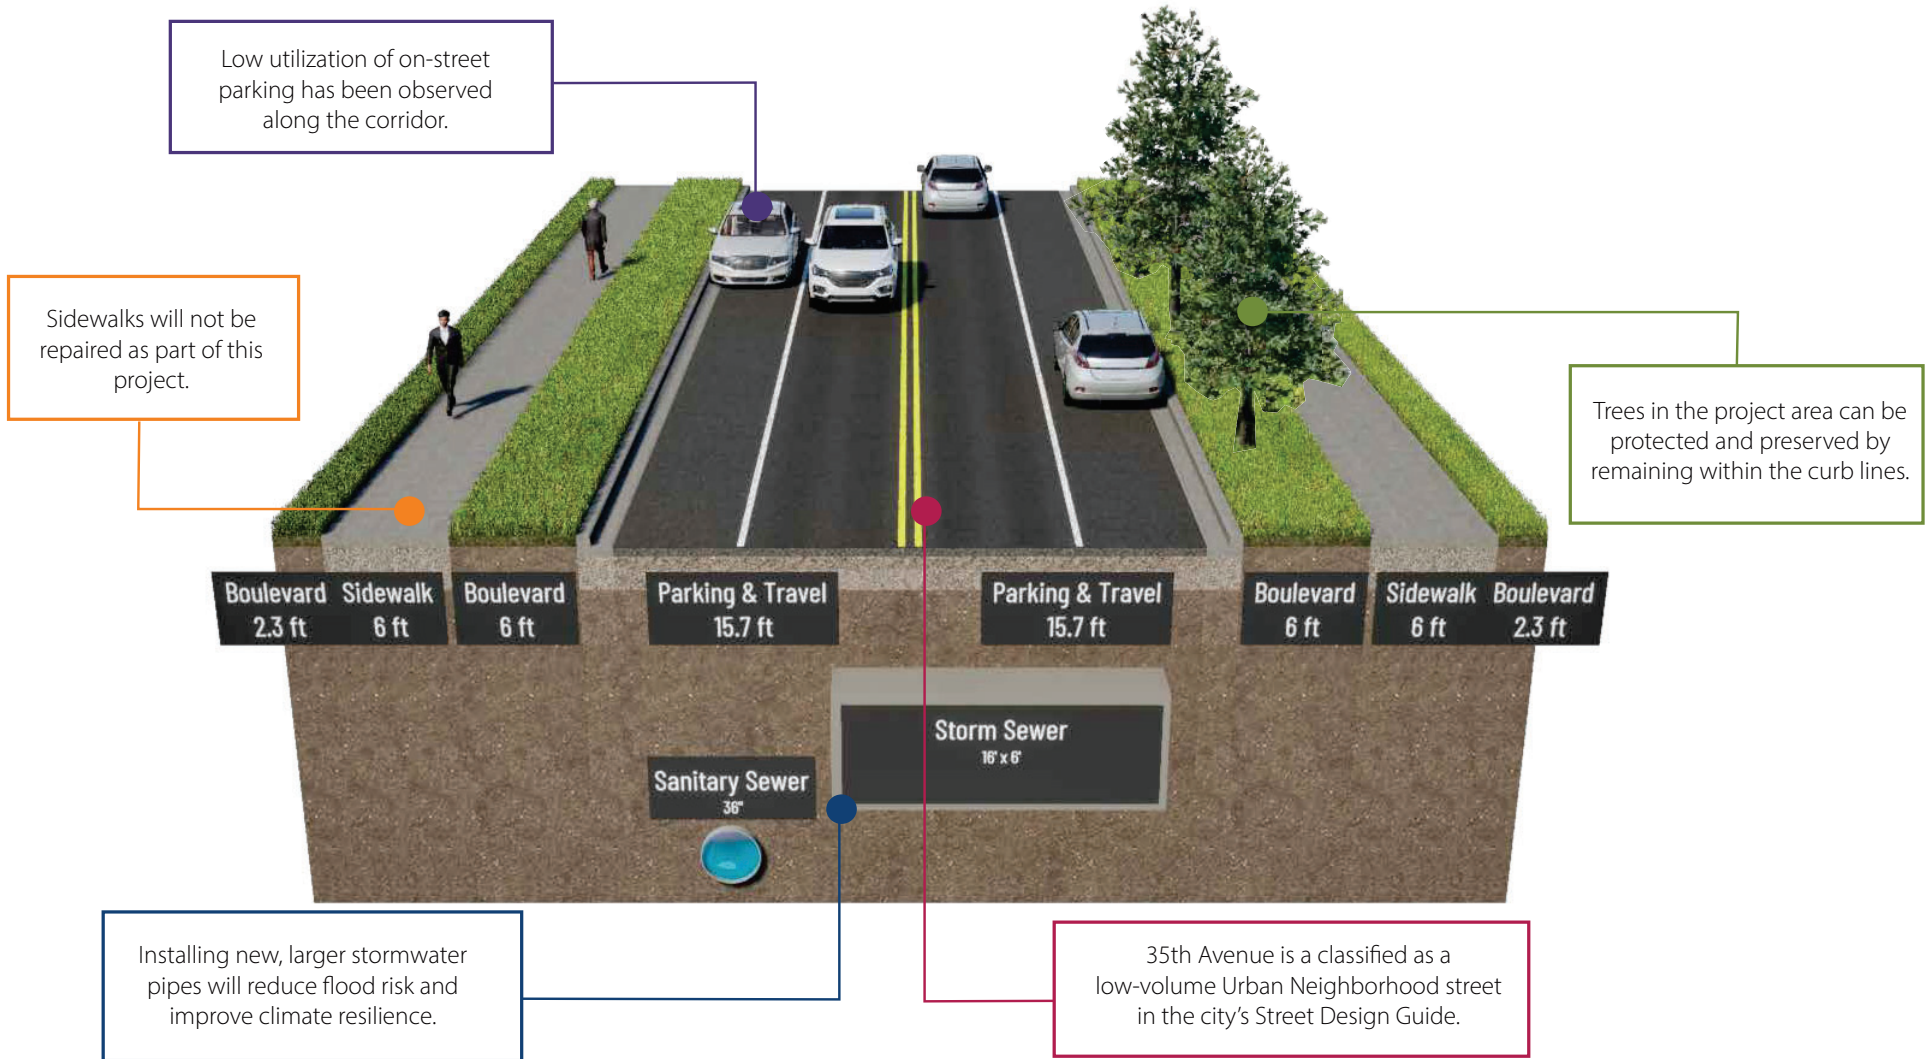 Low utilization of on-street
parking has been observed
along the corridor.
Sidewalks will not be
repaired as part of this
project.
Trees in the project area can be
protected and preserved by
remaining within the curb lines.
Boulevard
2.3 ft
Sidewalk
6 ft
Boulevard
6 ft
Parking & Travel
15.7 ft
Parking & Travel
15.7 ft
Boulevard
6 ft
Sidewalk
6 ft
Boulevard
2.3 ft
Storm Sewer
16' x 6'
Sanitary Sewer
36"
Installing new, larger stormwater
pipes will reduce flood risk and
improve climate resilience.
35th Avenue is a classified as a
low-volume Urban Neighborhood street
in the city's Street Design Guide.